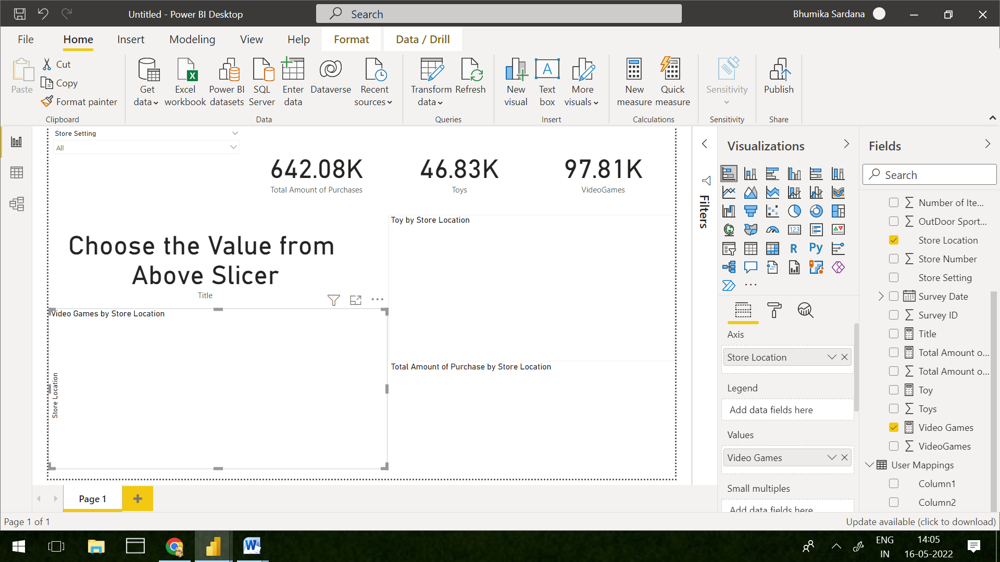 Untitled - Power BI Desktop
Search
Bhumika Sardana
File
Home
Insert
Modeling
View
Help
Format
Data / Drill
Paste
Cut
Copy
Format painter
Clipboard
Get data
Excel workbook
Power BI datasets
SQL Server
Enter data
Dataverse
Recent sources
Data
Transform data
Refresh
Queries
New visual
Text box
More visuals
Insert
New measure
Quick measure
Calculations
Sensitivity
Sensitivity
Publish
Share
Store Setting
All
642.08K
Total Amount of Purchases
46.83K
Toys
97.81K
VideoGames
Choose the Value from
Above Slicer
Title
Toy by Store Location
Video Games by Store Location
Store Location
Total Amount of Purchase by Store Location
Filters
Visualizations
123
R
Py
Axis
Store Location
Legend
Add data fields here
Values
Video Games
Small multiples
Add data fields here
Fields
Search
Number of Ite...
OutDoor Sport...
Store Location
Store Number
Store Setting
Survey Date
Survey ID
Title
Total Amount o...
Total Amount o...
Toy
Toys
Video Games
VideoGames
User Mappings
Column1
Column2
Page 1
Page 1 of 1
Update available (click to download)
ENG
IN
14:05
16-05-2022